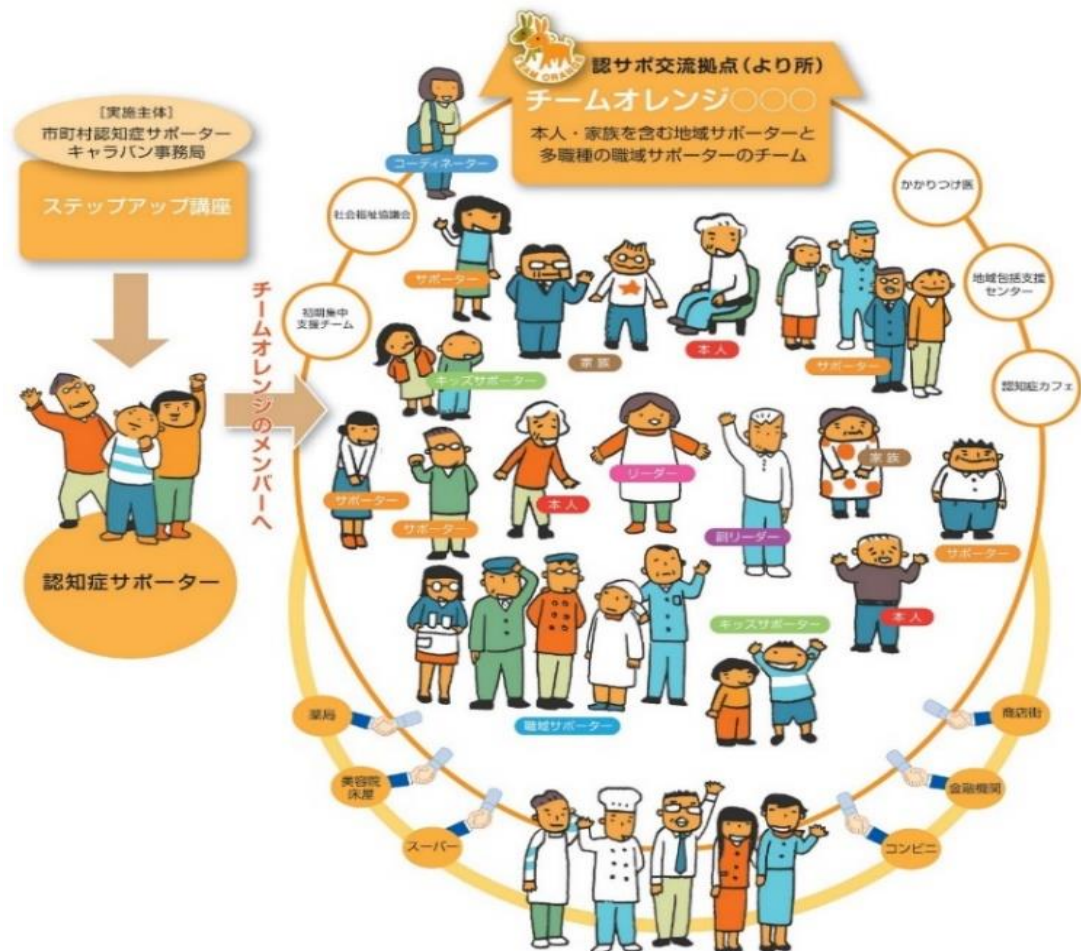 [実施主体]
市町村認知症サポーター
キャラバン事務局
ステップアップ講座
認知症サポーター
チームオレンジのメンバーへ
TEAM ORANGE
認サポ交流拠点(より所)
チームオレンジ○○○
本人・家族を含む地域サポーターと
多職種の職域サポーターのチーム
コーディネーター
社会福祉協議会
初期集中
支援チーム
かかりつけ医
地域包括支援
センター
認知症カフェ
サポーター
家族
本人
サポーター
キッズサポーター
サポーター
サポーター
本人
リーダー
副リーダー
家族
サポーター
本人
キッズサポーター
職域サポーター
薬局
美容院
床屋
スーパー
商店街
金融機関
コンビニ